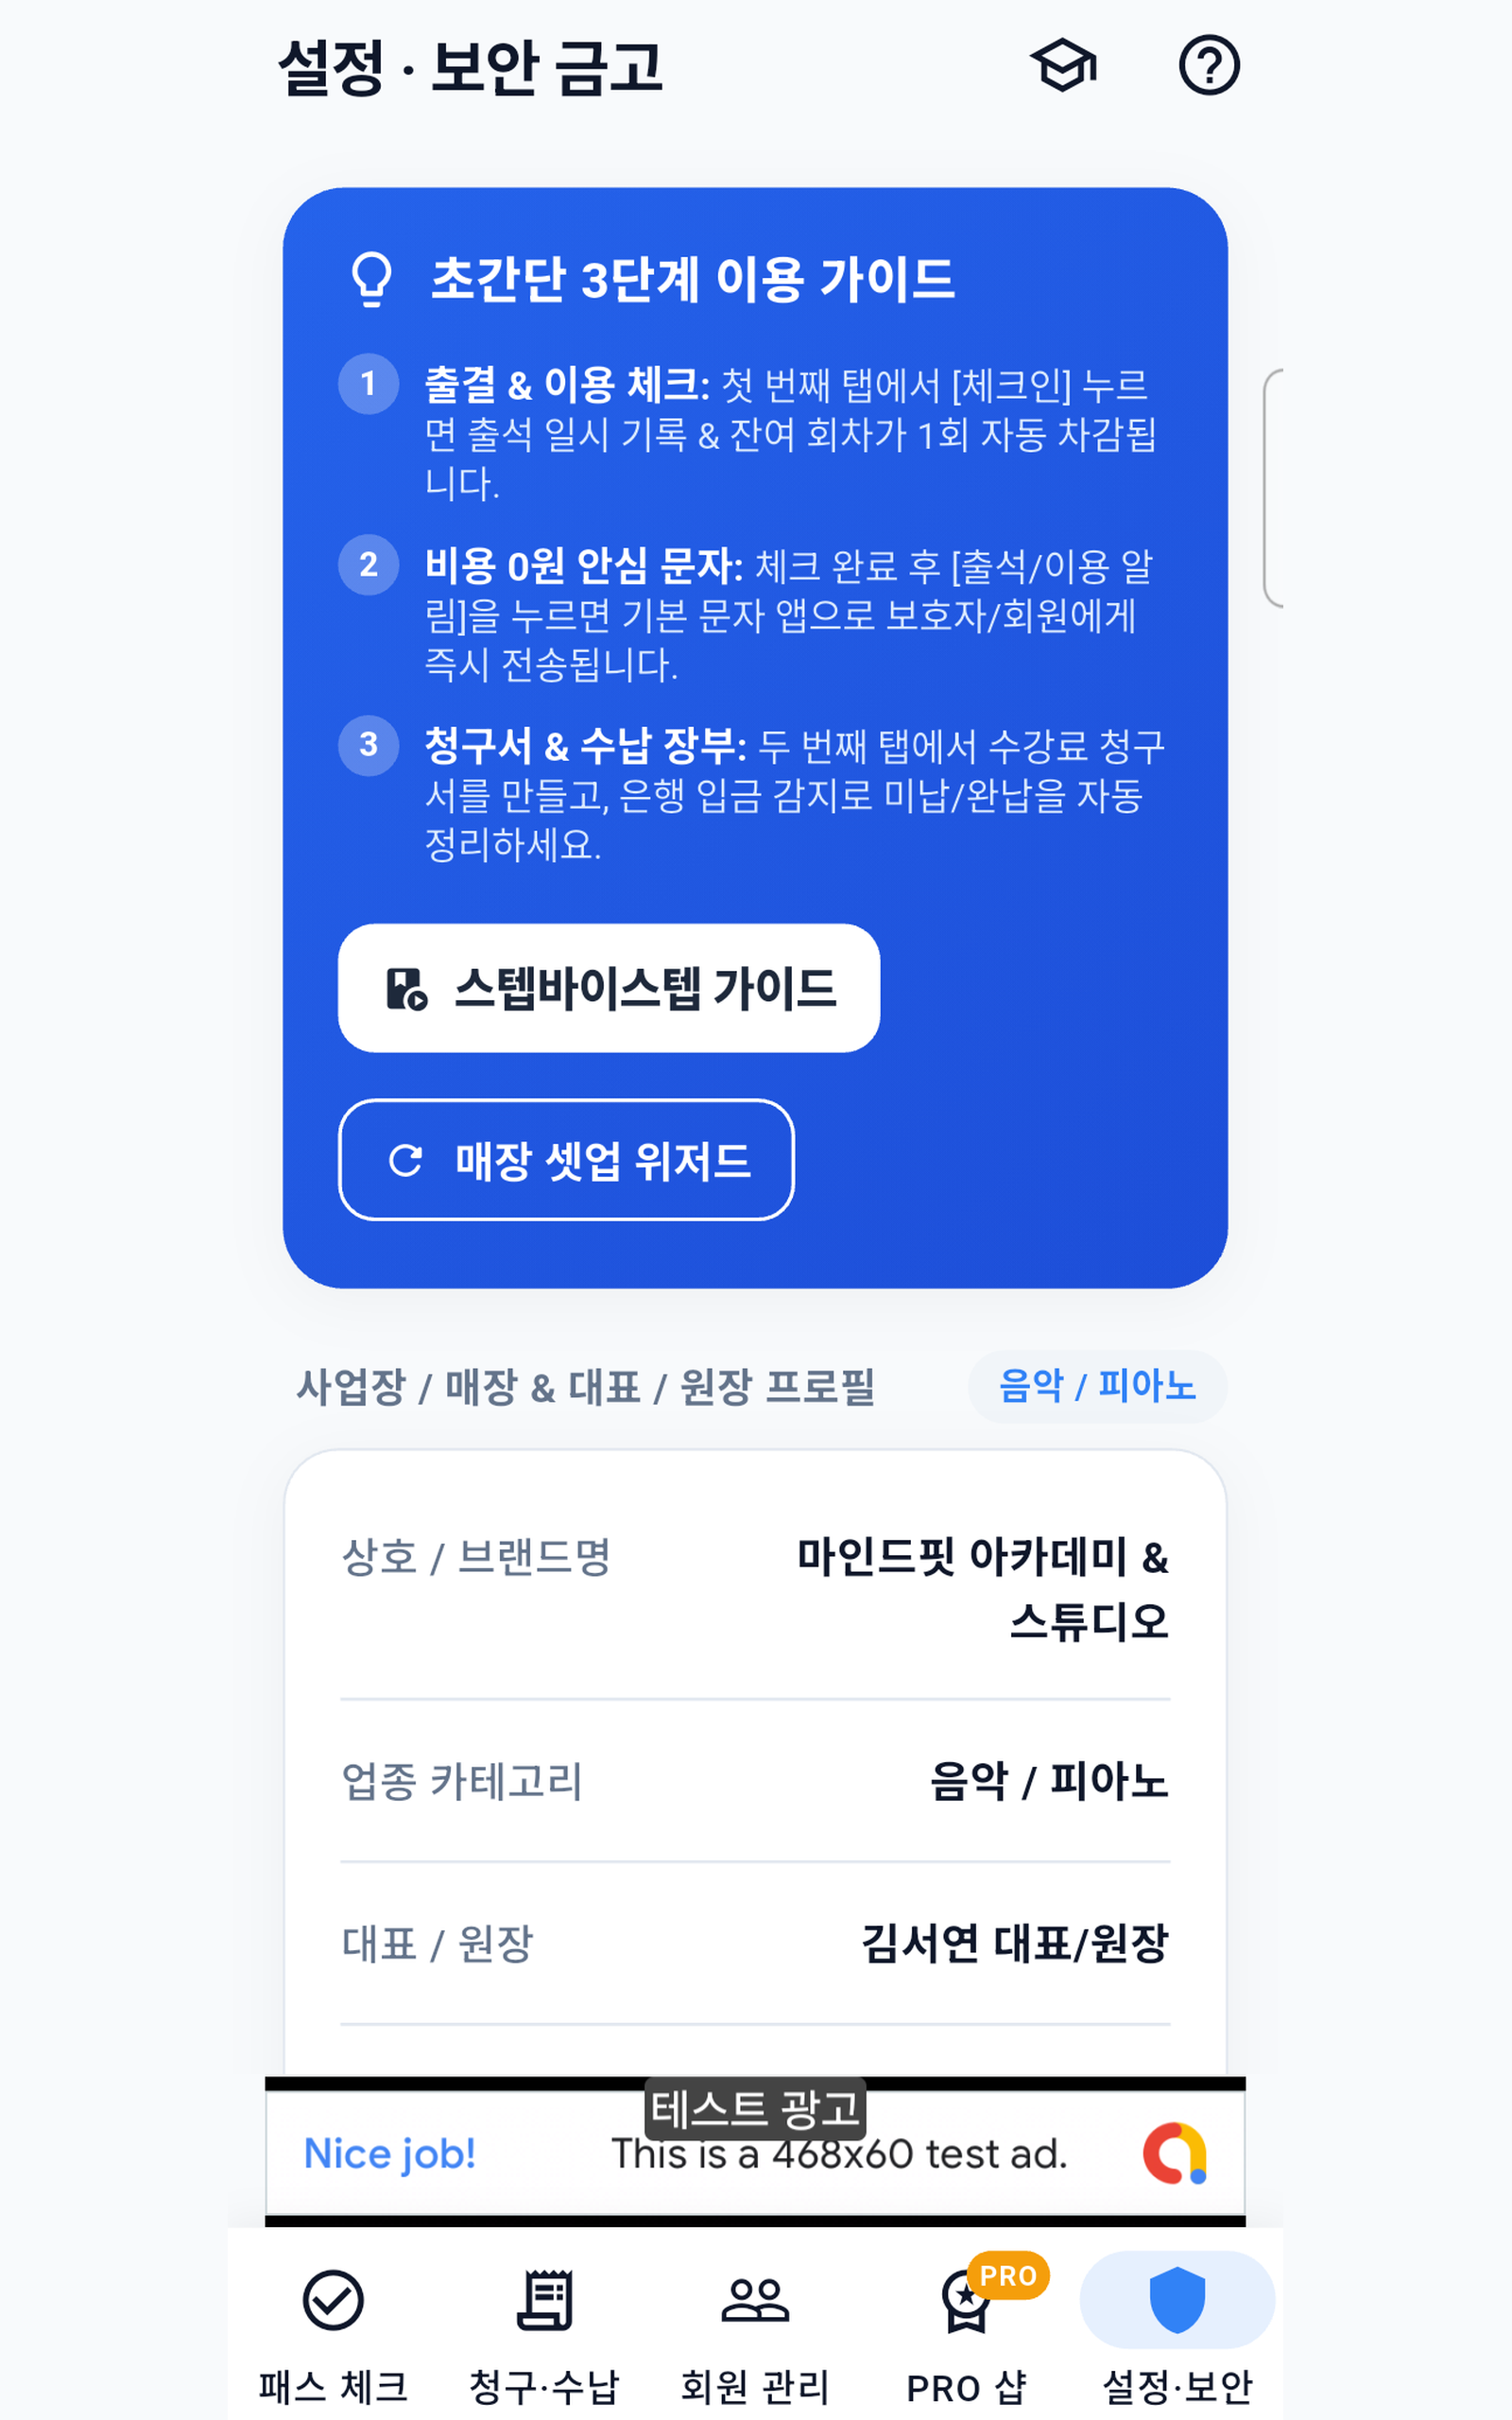 설정 · 보안 금고
초간단 3단계 이용 가이드
1 출결 & 이용 체크: 첫 번째 탭에서 [체크인] 누르
면 출석 일시 기록 & 잔여 회차가 1회 자동 차감됩
니다.
2 비용 0원 안심 문자: 체크 완료 후 [출석/이용 알
림]을 누르면 기본 문자 앱으로 보호자/회원에게
즉시 전송됩니다.
3 청구서 & 수납 장부: 두 번째 탭에서 수강료 청구
서를 만들고, 은행 입금 감지로 미납/완납을 자동
정리하세요.
스텝바이스텝 가이드
매장 셋업 위저드
사업장 / 매장 & 대표 / 원장 프로필 음악 / 피아노
상호 / 브랜드명 마인드핏 아카데미 &
스튜디오
업종 카테고리 음악 / 피아노
대표 / 원장 김서연 대표/원장
테스트 광고
Nice job! This is a 468x60 test ad.
PRO
패스 체크 청구·수납 회원 관리 PRO 샵 설정·보안